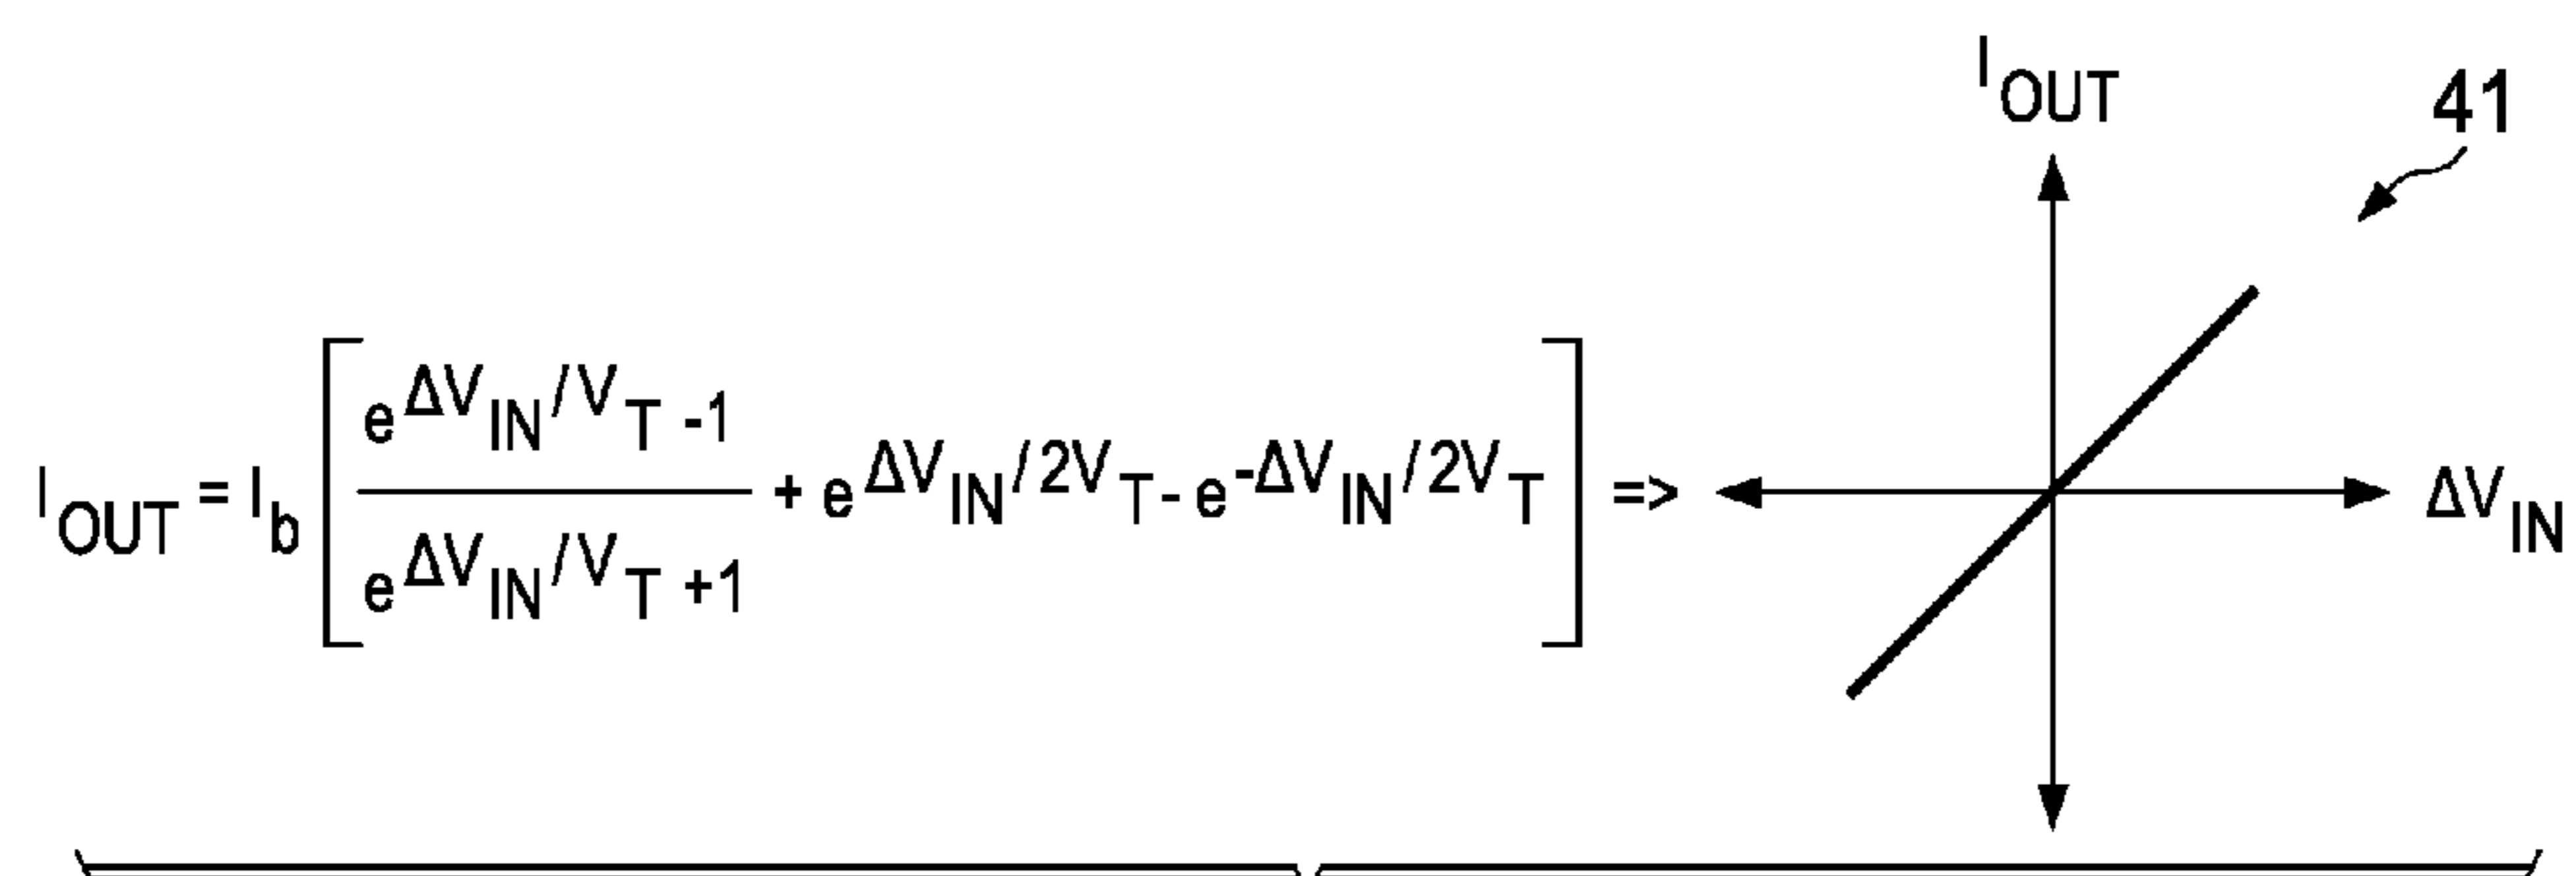 I_OUT = I_b [ (e^{ΔV_IN/V_T} -1) / (e^{ΔV_IN/V_T} +1) + e^{ΔV_IN/2V_T} - e^{-ΔV_IN/2V_T} ] =>
I_OUT
41
ΔV_IN